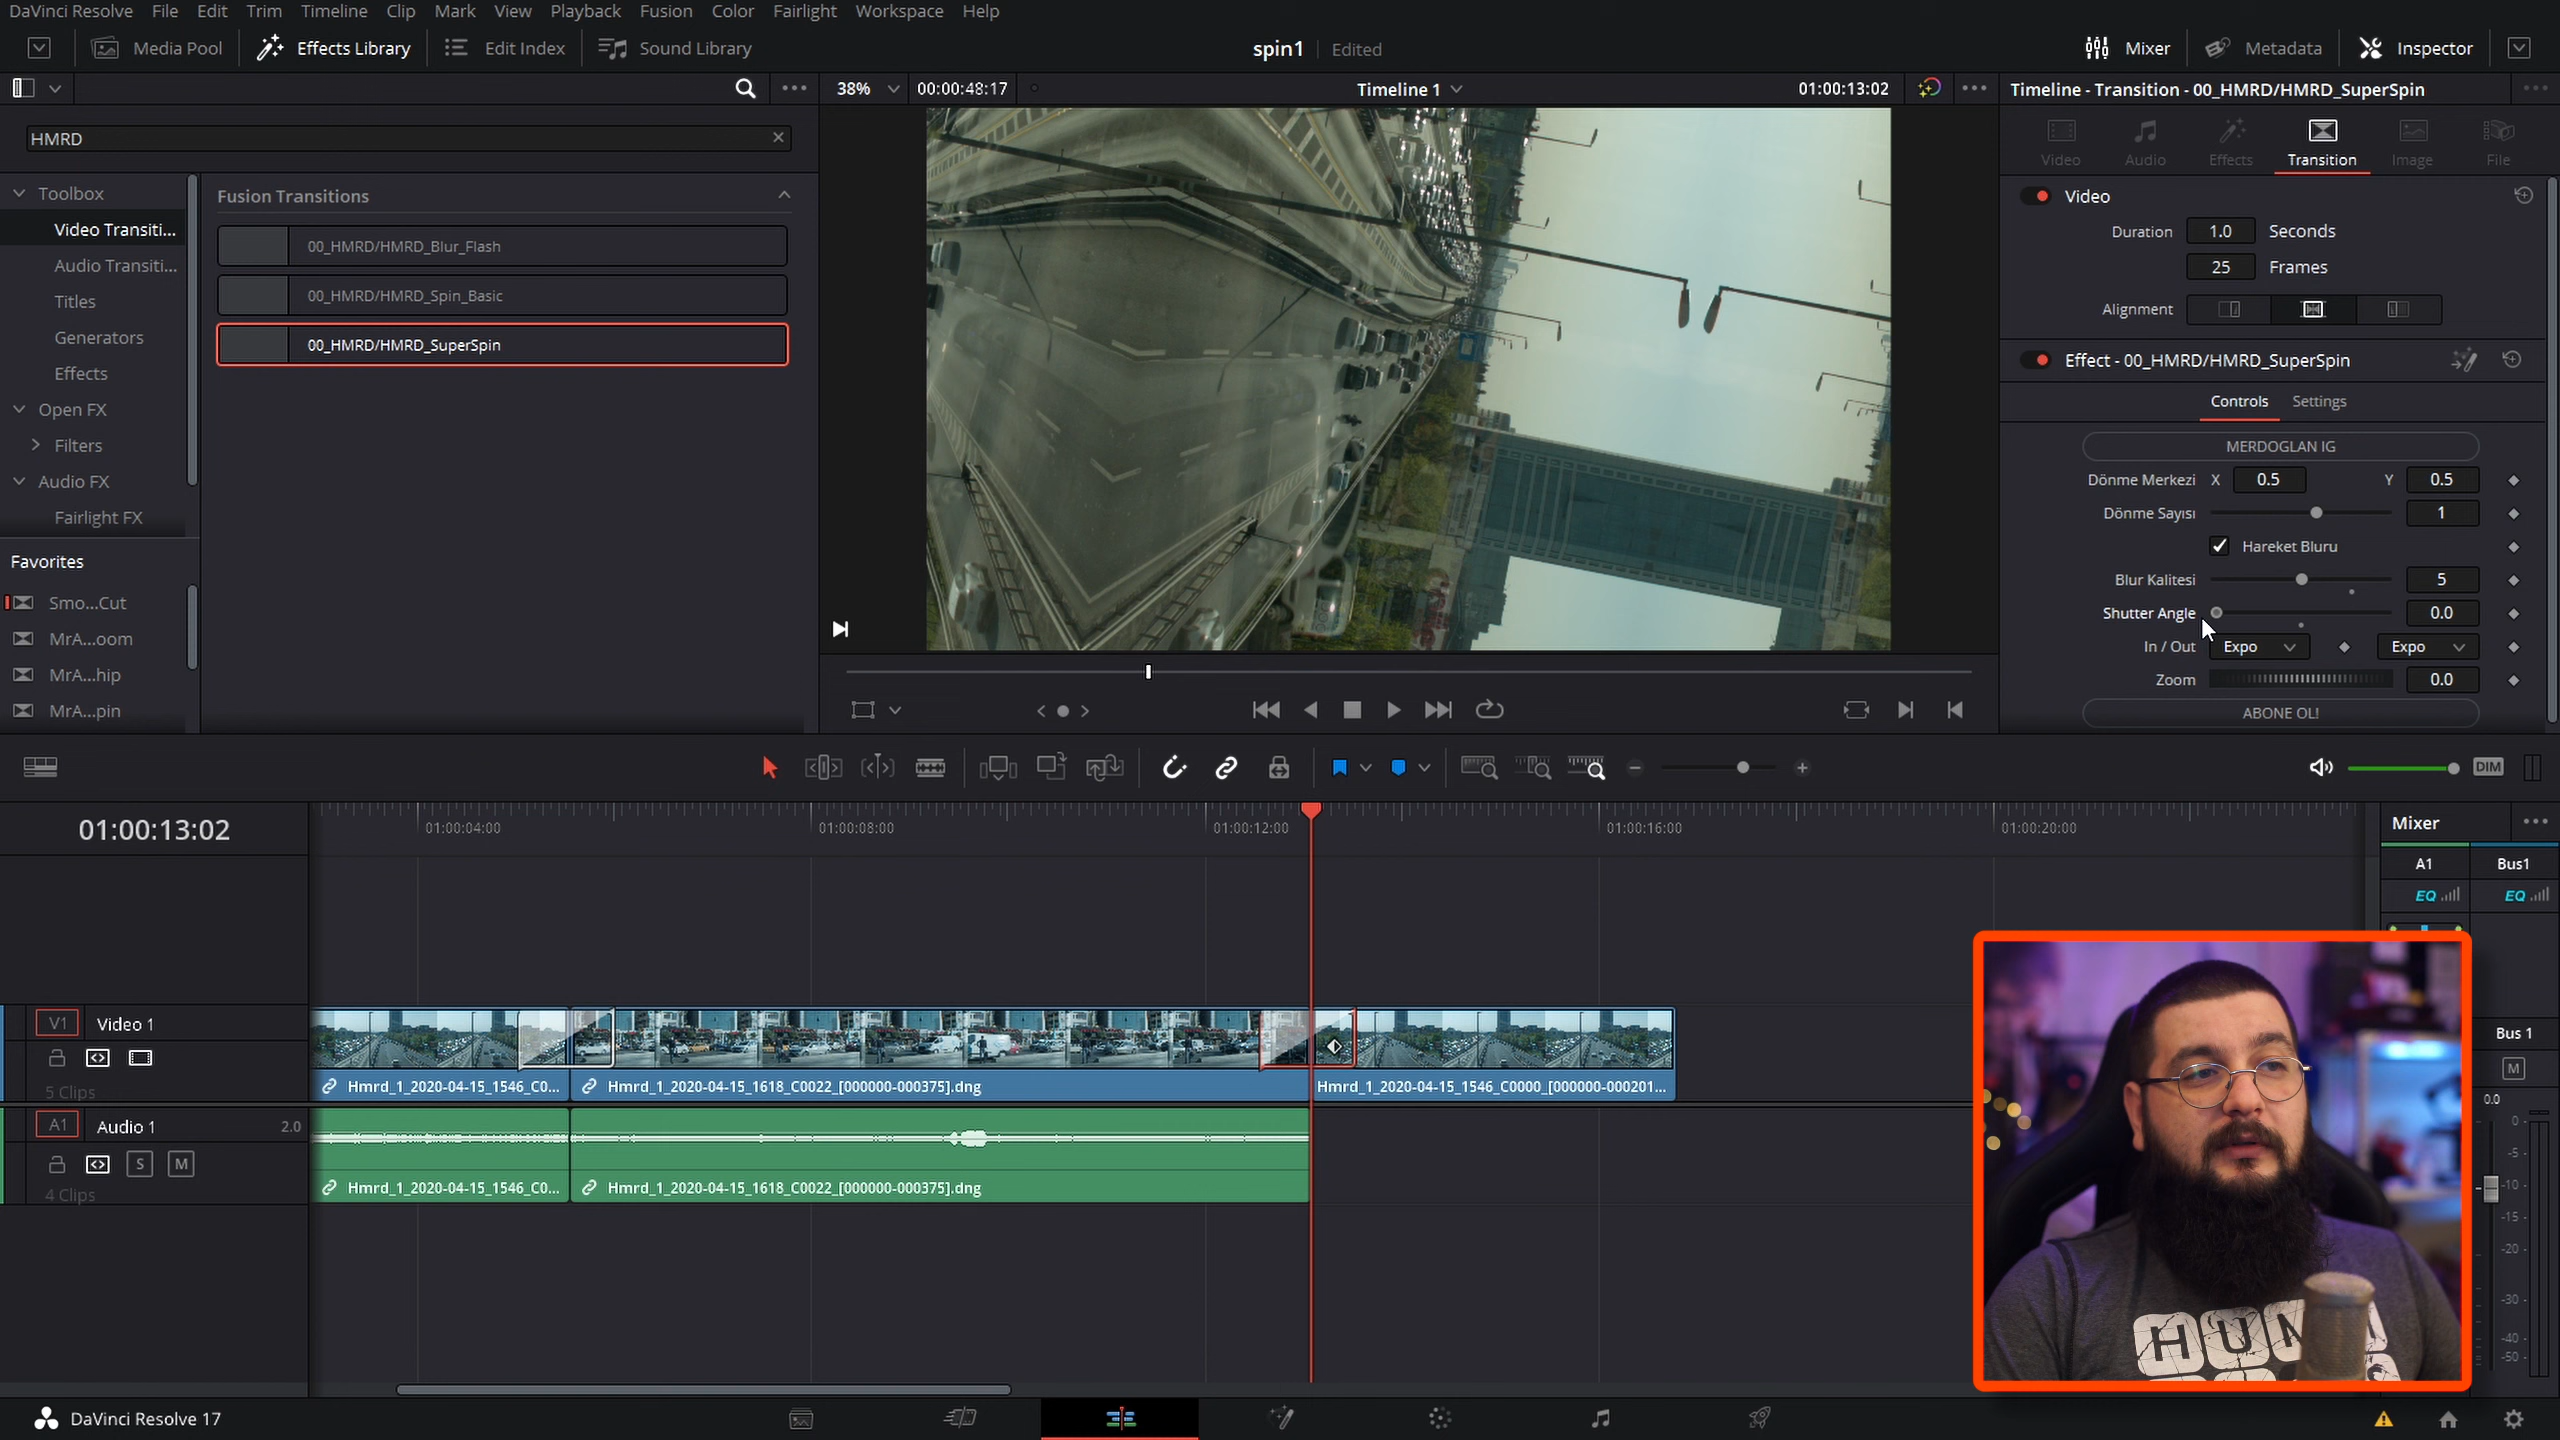 DaVinci Resolve File Edit Trim Timeline Clip Mark View Playback Fusion Color Fairlight Workspace Help
Media Pool Effects Library Edit Index Sound Library spin1 Edited Mixer Metadata Inspector
38% 00:00:48:17 Timeline 1 01:00:13:02 Timeline - Transition - 00_HMRD/HMRD_SuperSpin
HMRD
Video Audio Effects Transition Image File
Toolbox
Video Transiti...
Audio Transiti...
Titles
Generators
Effects
Open FX
Filters
Audio FX
Fairlight FX
Favorites
Smo...Cut
MrA...oom
MrA...hip
MrA...pin
Fusion Transitions
00_HMRD/HMRD_Blur_Flash
00_HMRD/HMRD_Spin_Basic
00_HMRD/HMRD_SuperSpin
Video
Duration 1.0 Seconds
25 Frames
Alignment
Effect - 00_HMRD/HMRD_SuperSpin
Controls Settings
MERDOGLAN IG
Dönme Merkezi X 0.5 Y 0.5
Dönme Sayısı 1
Hareket Bluru
Blur Kalitesi 5
Shutter Angle 0.0
In / Out Expo Expo
Zoom 0.0
ABONE OL!
DIM
01:00:13:02
01:00:04:00 01:00:08:00 01:00:12:00 01:00:16:00 01:00:20:00
Mixer
A1 Bus1
EQ EQ
V1 Video 1
5 Clips
Hmrd_1_2020-04-15_1546_C0... Hmrd_1_2020-04-15_1618_C0022_[000000-000375].dng Hmrd_1_2020-04-15_1546_C0000_[000000-000201...
A1 Audio 1 2.0
S M
4 Clips
Hmrd_1_2020-04-15_1546_C0... Hmrd_1_2020-04-15_1618_C0022_[000000-000375].dng
Bus 1
M
0.0
0
-5
-10
-15
-20
-30
-40
-50
DaVinci Resolve 17